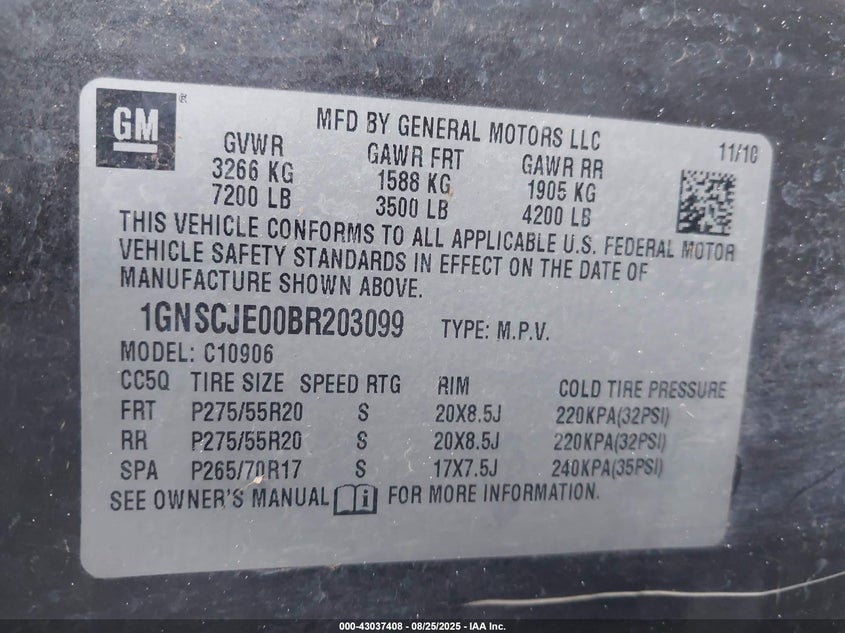 GM ®
MFD BY GENERAL MOTORS LLC
11/10
GVWR GAWR FRT GAWR RR
3266 KG 1588 KG 1905 KG
7200 LB 3500 LB 4200 LB
THIS VEHICLE CONFORMS TO ALL APPLICABLE U.S. FEDERAL MOTOR
VEHICLE SAFETY STANDARDS IN EFFECT ON THE DATE OF
MANUFACTURE SHOWN ABOVE.
1GNSCJE00BR203099 TYPE: M.P.V.
MODEL: C10906
CC5Q TIRE SIZE SPEED RTG RIM COLD TIRE PRESSURE
FRT P275/55R20 S 20X8.5J 220KPA(32PSI)
RR P275/55R20 S 20X8.5J 220KPA(32PSI)
SPA P265/70R17 S 17X7.5J 240KPA(35PSI)
SEE OWNER'S MANUAL i FOR MORE INFORMATION.
000-43037408 - 08/25/2025 - IAA Inc.